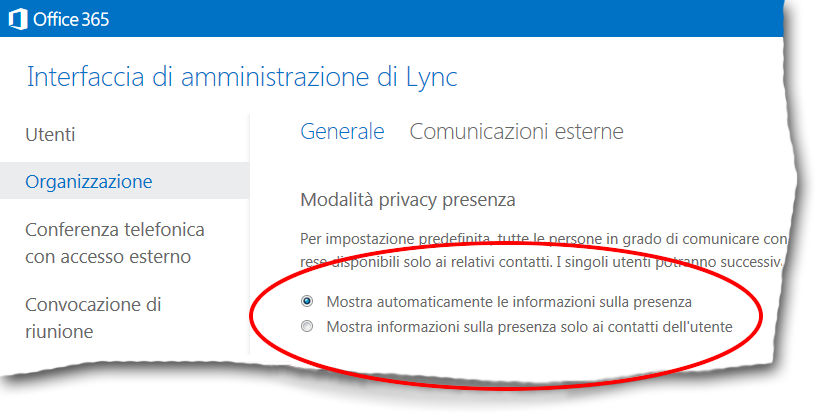 Office 365
Interfaccia di amministrazione di Lync
Utenti
Organizzazione
Conferenza telefonica
con accesso esterno
Convocazione di
riunione
Generale Comunicazioni esterne
Modalità privacy presenza
Per impostazione predefinita, tutte le persone in grado di comunicare con
rese disponibili solo ai relativi contatti. I singoli utenti potranno
Mostra automaticamente le informazioni sulla presenza
Mostra informazioni sulla presenza solo ai contatti dell'utente